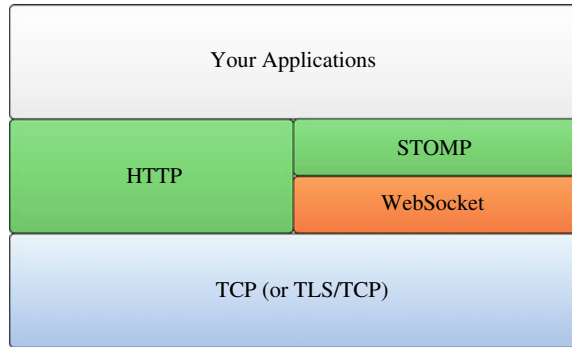 Your Applications
HTTP
STOMP
WebSocket
TCP (or TLS/TCP)